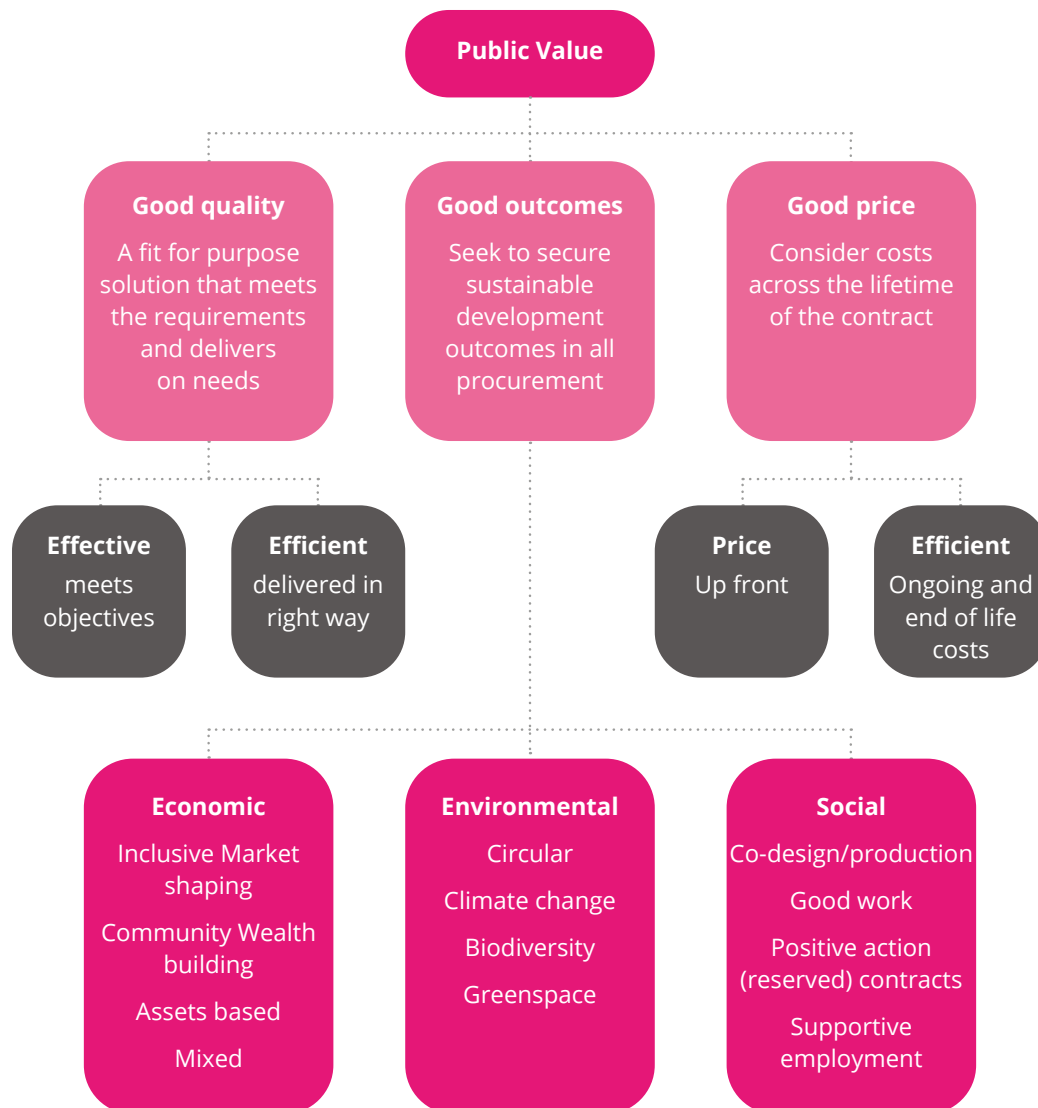 Public Value
Good quality
A fit for purpose
solution that meets
the requirements
and delivers
on needs
Good outcomes
Seek to secure
sustainable
development
outcomes in all
procurement
Good price
Consider costs
across the lifetime
of the contract
Effective
meets
objectives
Efficient
delivered in
right way
Price
Up front
Efficient
Ongoing and
end of life
costs
Economic
Inclusive Market
shaping
Community Wealth
building
Assets based
Mixed
Environmental
Circular
Climate change
Biodiversity
Greenspace
Social
Co-design/production
Good work
Positive action
(reserved) contracts
Supportive
employment